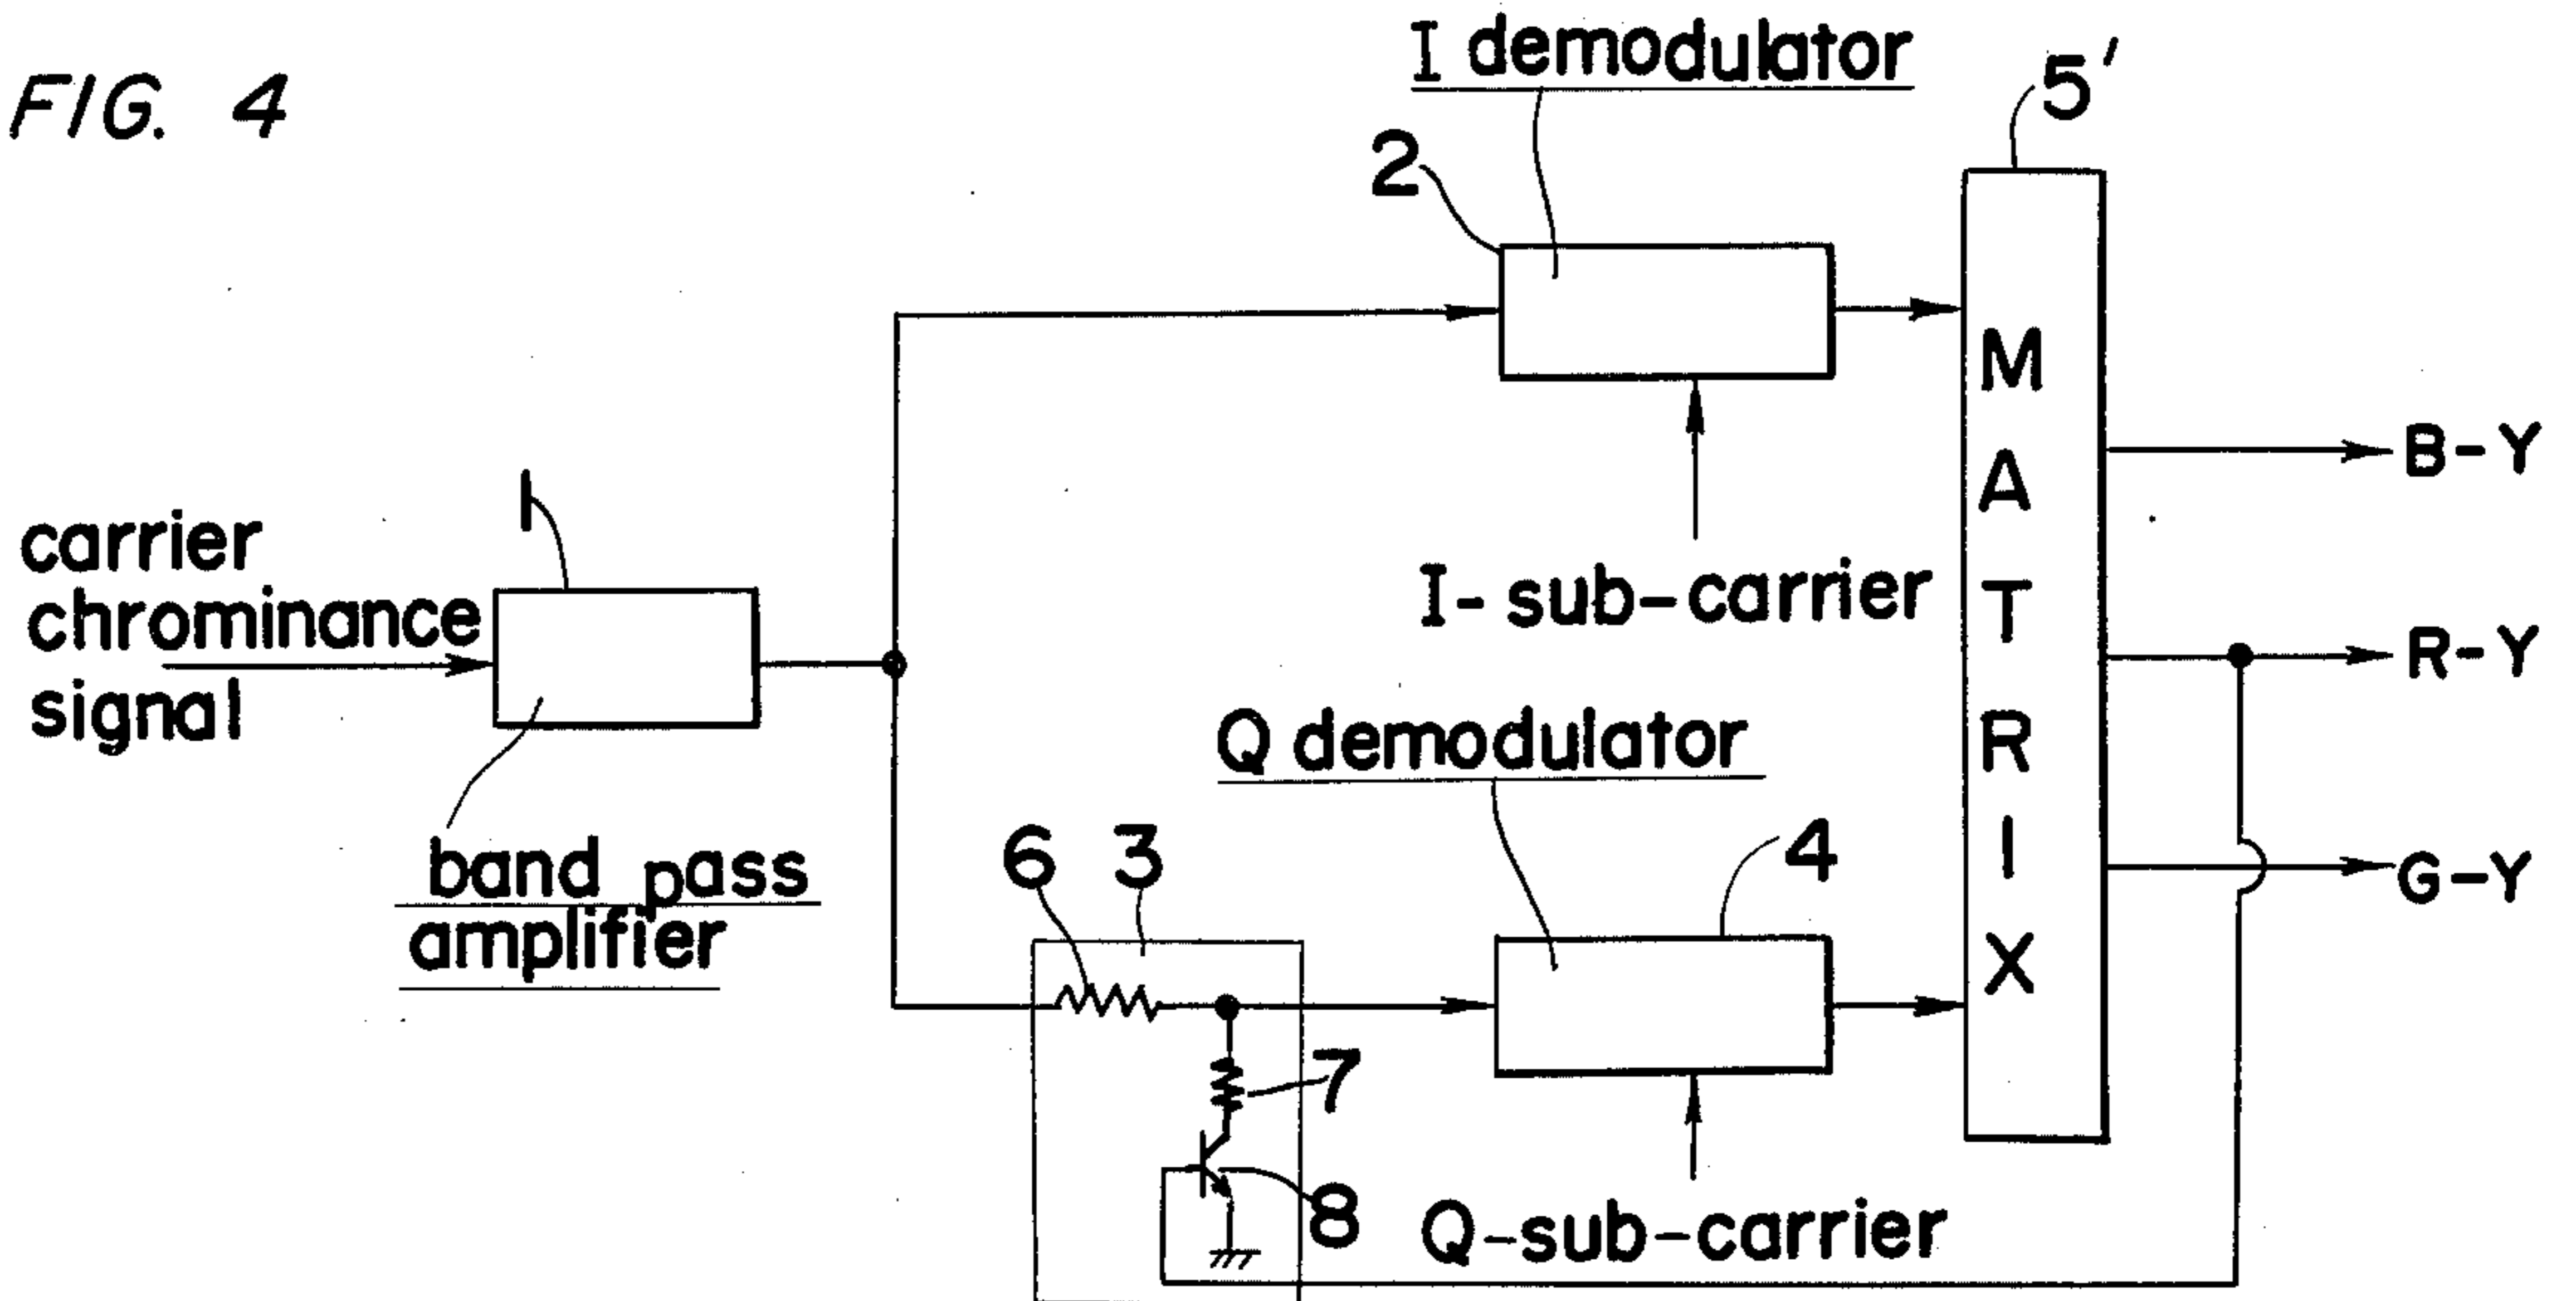 FIG. 4
I demodulator
5'
2
M
A
T
R
I
X
B-Y
1
carrier
chrominance
signal
I- sub-carrier
R-Y
Q demodulator
band pass
amplifier
6
3
4
G-Y
7
8
Q-sub-carrier